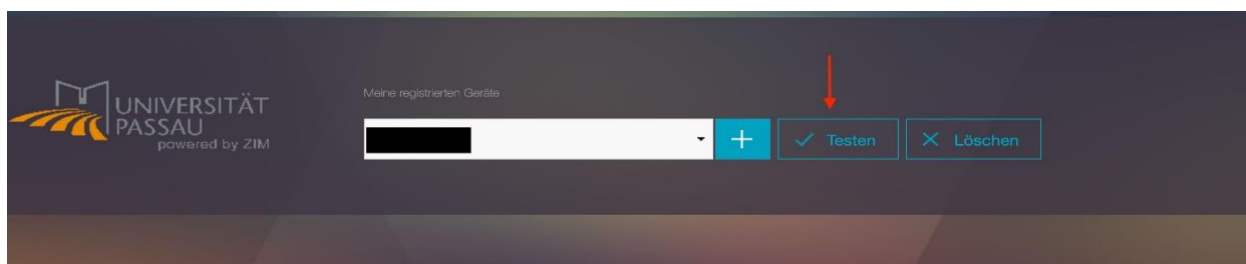 UNIVERSITÄT
PASSAU
powered by ZIM
Meine registrierten Geräte
Testen
Löschen